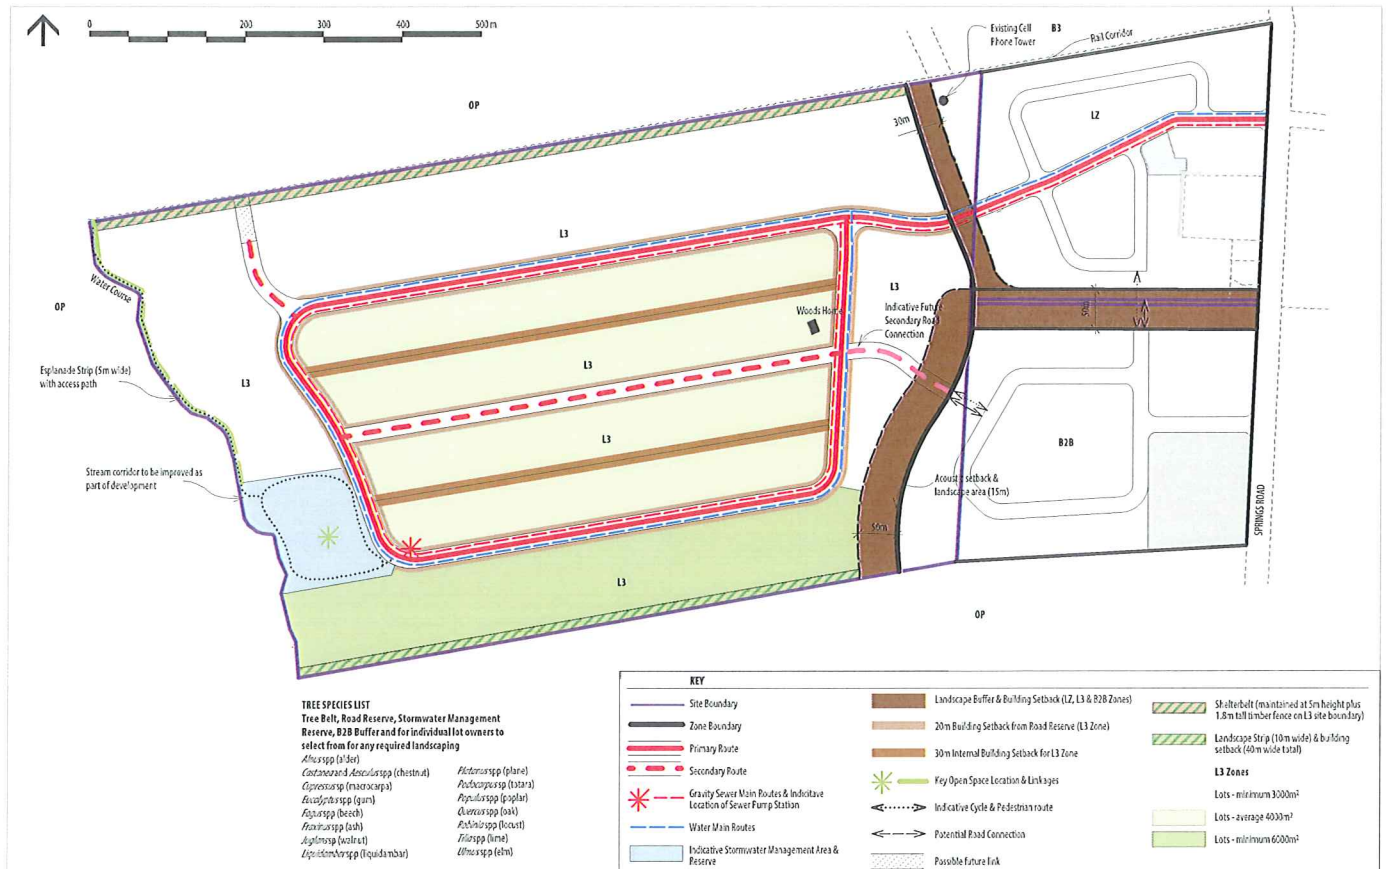 0 200 300 400 500 m
Existing Cell
Phone Tower
B3
Rail Corridor
OP
30m
LZ
L3
Water Course
OP
L3
Indicative Future
Secondary Road
Connection
Woods Home
50m
Esplanade Strip (5m wide)
with access path
L3
L3
L3
B2B
Stream corridor to be improved as
part of development
Acoustic setback &
landscape area (15m)
50m
SPRINGS ROAD
L3
OP
TREE SPECIES LIST
Tree Belt, Road Reserve, Stormwater Management
Reserve, B2B Buffer and for individual lot owners to
select from for any required landscaping
Alnus spp (alder)
Castanea and Aesculus spp (chestnut)
Cupressus sp (macrocarpa)
Eucalyptus spp (gum)
Fagus spp (beech)
Fraxinus spp (ash)
Juglans sp (walnut)
Liquidamber spp (liquidambar)
Platanus spp (plane)
Podocarpus sp (totara)
Populus spp (poplar)
Quercus spp (oak)
Robinia spp (locust)
Tilia spp (lime)
Ulmus spp (elm)
KEY
Site Boundary
Zone Boundary
Primary Route
Secondary Route
Gravity Sewer Main Routes & Indicitave
Location of Sewer Pump Station
Water Main Routes
Indicative Stormwater Management Area &
Reserve
Landscape Buffer & Building Setback (LZ, L3 & B2B Zones)
20m Building Setback from Road Reserve (L3 Zone)
30m Internal Building Setback for L3 Zone
Key Open Space Location & Linkages
Indicative Cycle & Pedestrian route
Potential Road Connection
Possible future link
Shelterbelt (maintained at 5m height plus
1.8m tall timber fence on L3 site boundary)
Landscape Strip (10m wide) & building
setback (40m wide total)
L3 Zones
Lots - minimum 3000m²
Lots - average 4000m²
Lots - minimum 6000m²